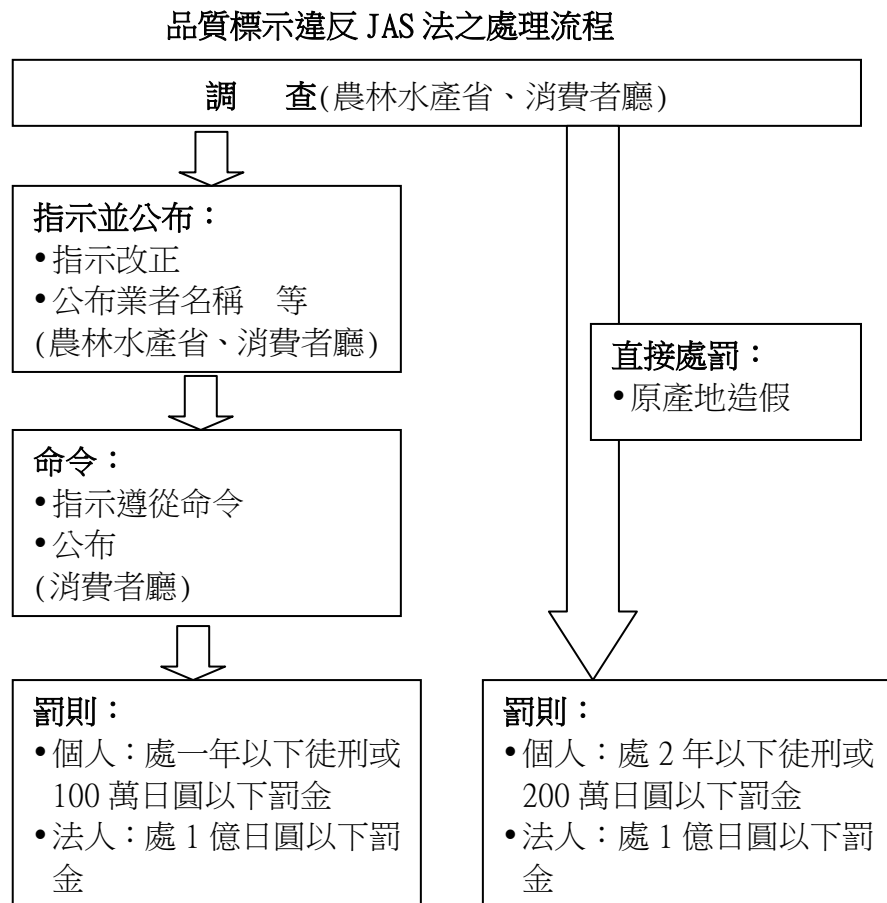 品質標示違反 JAS 法之處理流程
調　查(農林水產省、消費者廳)
指示並公布：
•指示改正
•公布業者名稱　等
(農林水產省、消費者廳)
直接處罰：
•原產地造假
命令：
•指示遵從命令
•公布
(消費者廳)
罰則：
•個人：處一年以下徒刑或
100 萬日圓以下罰金
•法人：處 1 億日圓以下罰
金
罰則：
•個人：處 2 年以下徒刑或
200 萬日圓以下罰金
•法人：處 1 億日圓以下罰
金